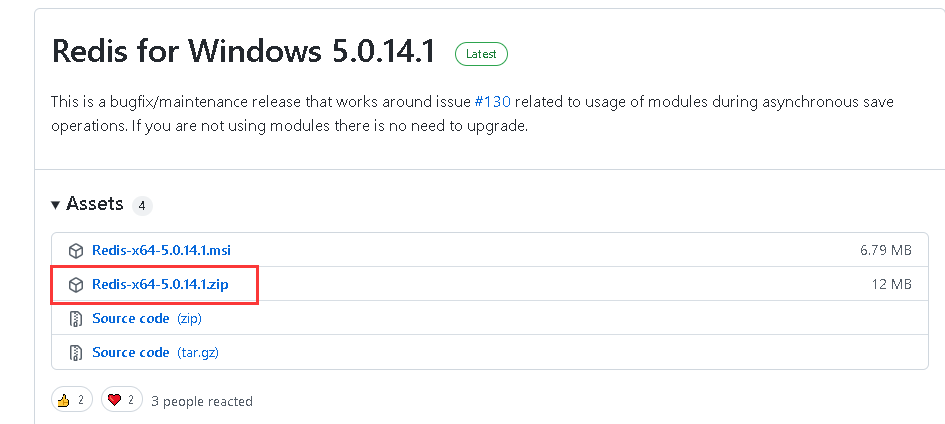 Redis for Windows 5.0.14.1 Latest
This is a bugfix/maintenance release that works around issue #130 related to usage of modules during asynchronous save
operations. If you are not using modules there is no need to upgrade.
▾ Assets 4
Redis-x64-5.0.14.1.msi 6.79 MB
Redis-x64-5.0.14.1.zip 12 MB
Source code (zip)
Source code (tar.gz)
👍 2 ❤️ 2 3 people reacted